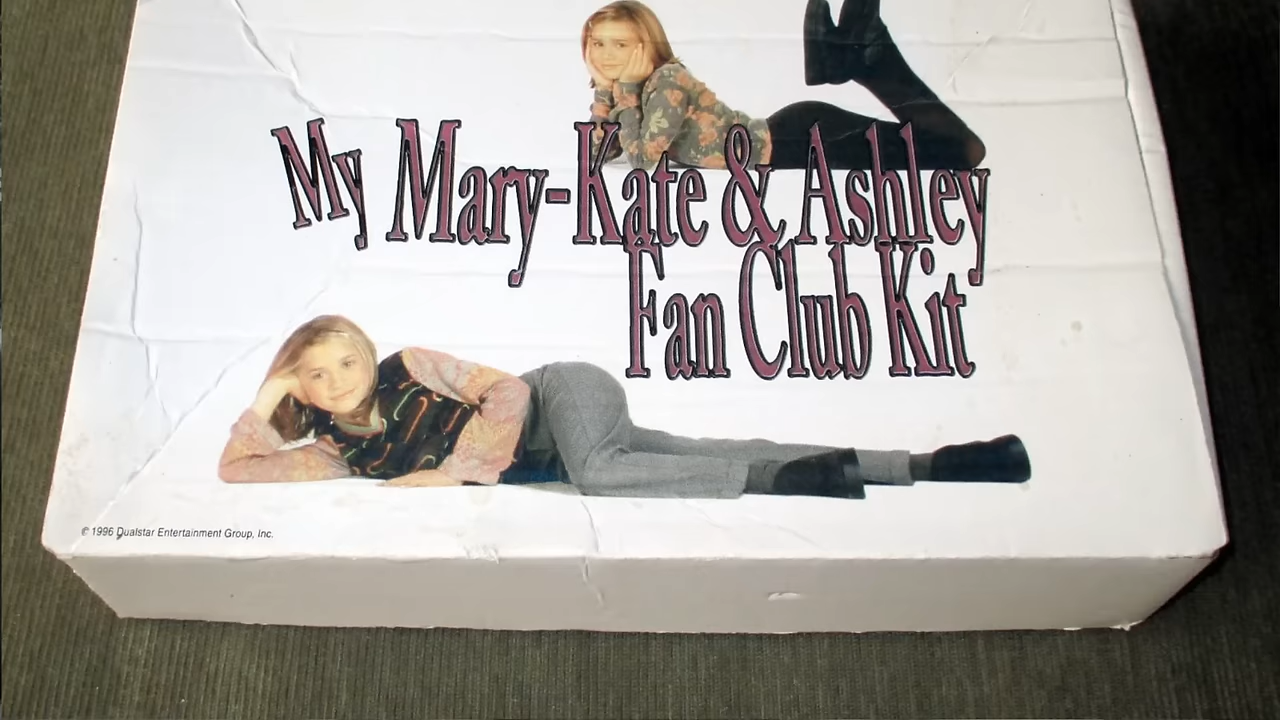 My Mary-Kate & Ashley
Fan Club Kit
© 1996 Dualstar Entertainment Group, Inc.